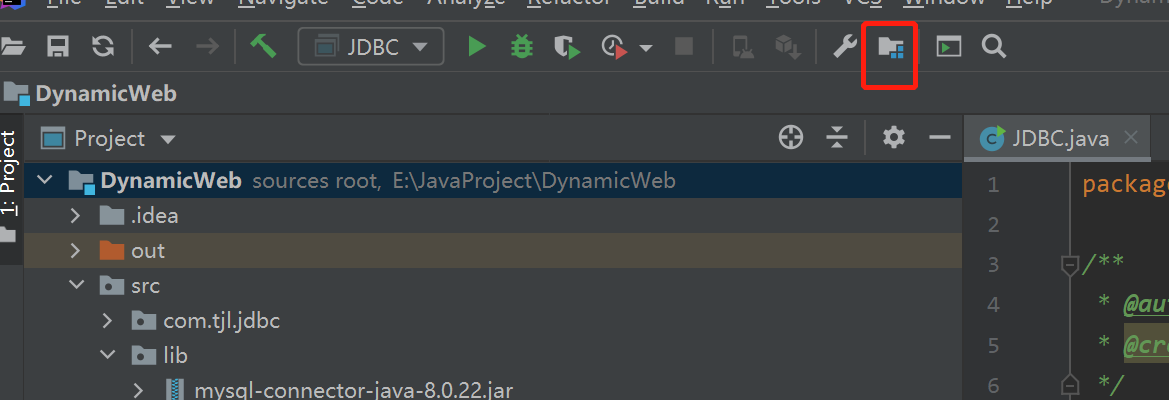 File Edit View Navigate Code Analyze Refactor Build Run Tools VCS Window Help
JDBC
DynamicWeb
1: Project
Project
JDBC.java
DynamicWeb sources root, E:\JavaProject\DynamicWeb
.idea
out
src
com.tjl.jdbc
lib
mysql-connector-java-8.0.22.jar
1 package
2
3 /**
4 * @au
5 * @cr
6 */